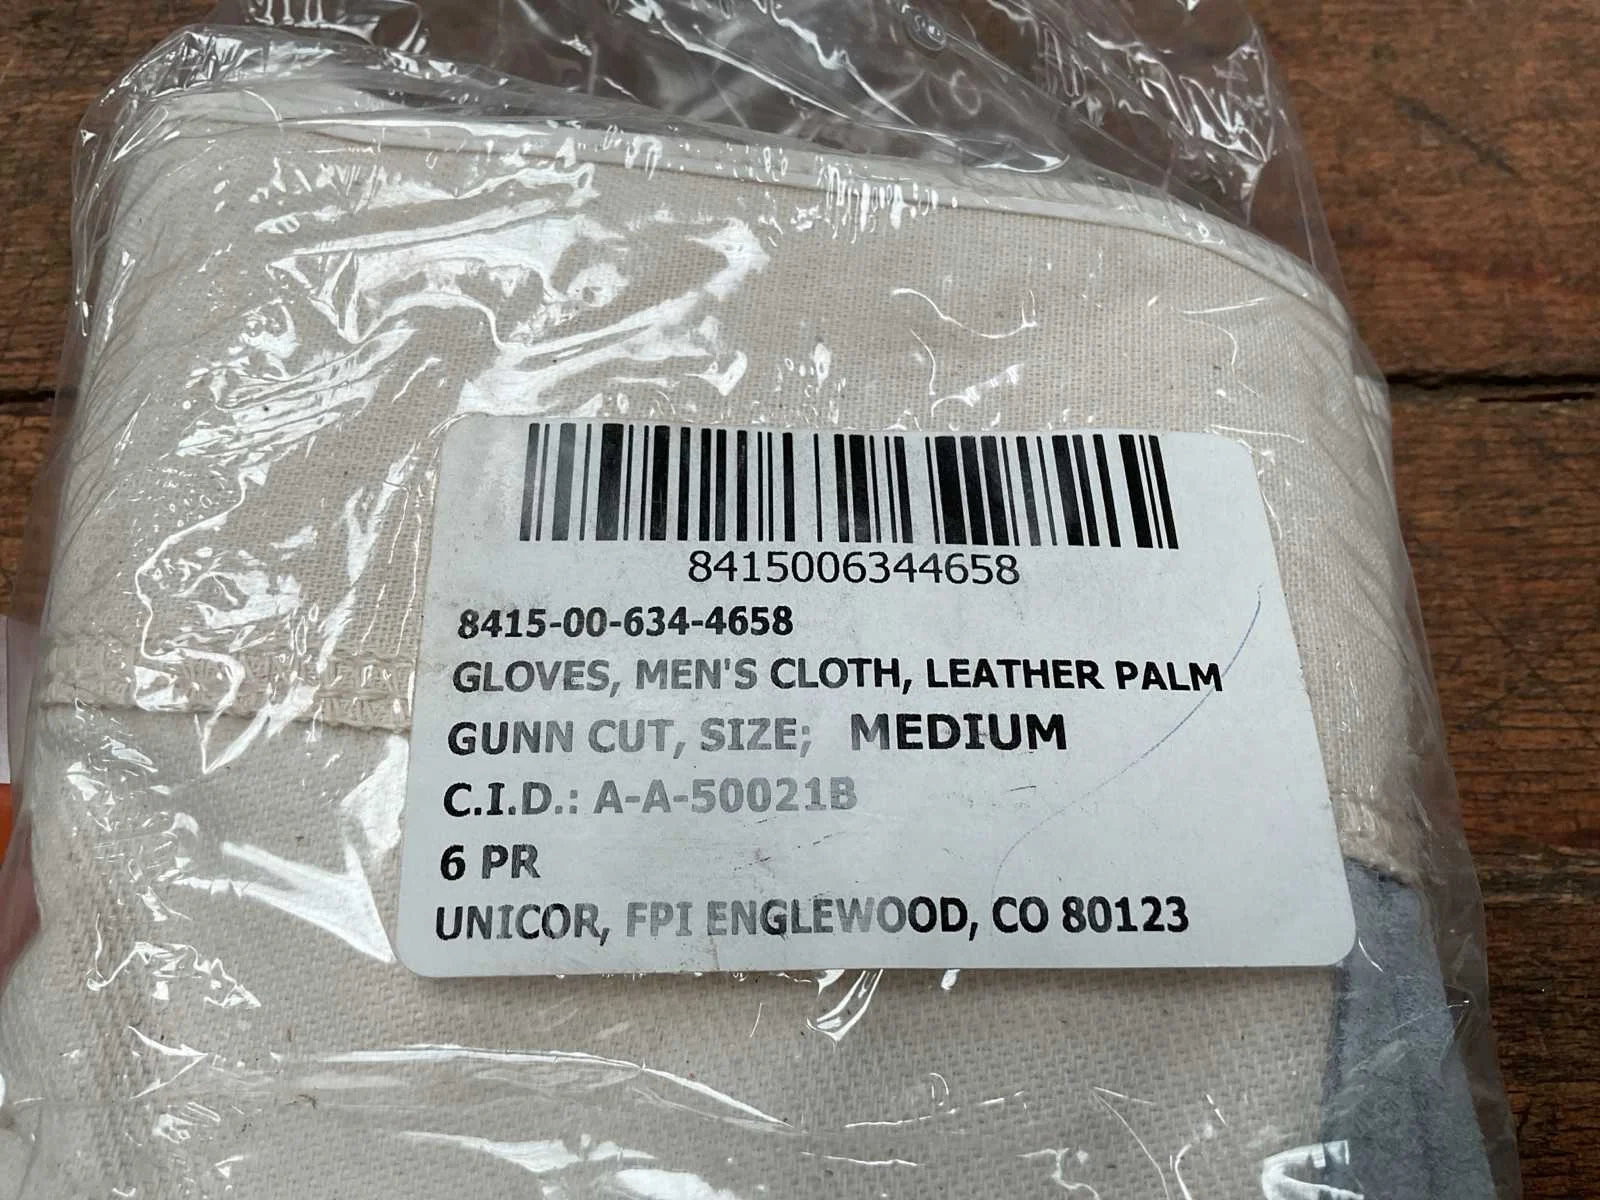 8415006344658
8415-00-634-4658
GLOVES, MEN'S CLOTH, LEATHER PALM
GUNN CUT, SIZE; MEDIUM
C.I.D.: A-A-50021B
6 PR
UNICOR, FPI ENGLEWOOD, CO 80123